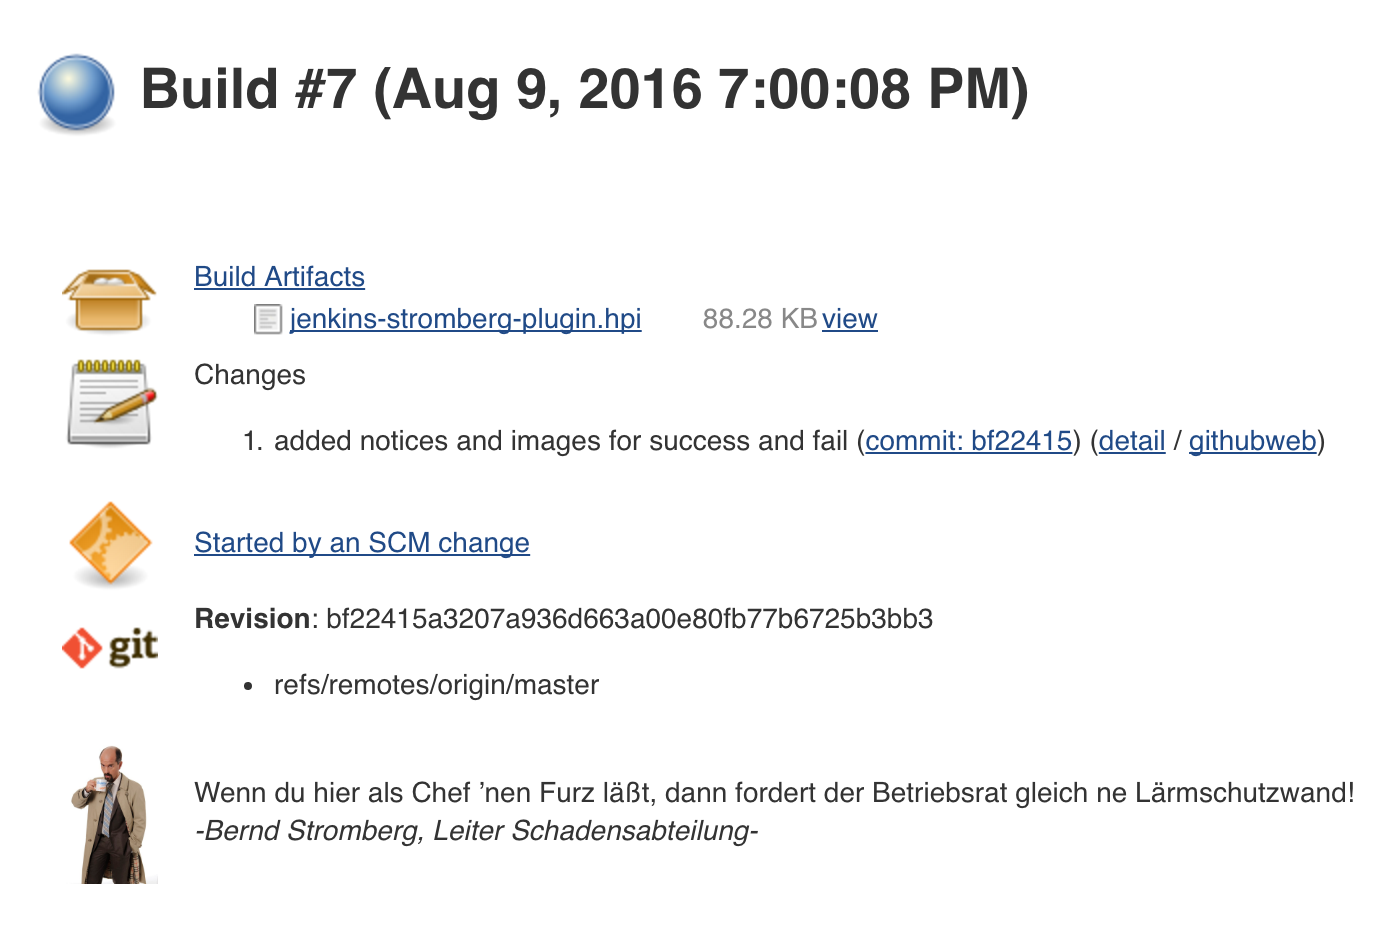 Build #7 (Aug 9, 2016 7:00:08 PM)
Build Artifacts
jenkins-stromberg-plugin.hpi 88.28 KB view
Changes
1. added notices and images for success and fail (commit: bf22415) (detail / githubweb)
Started by an SCM change
git
Revision: bf22415a3207a936d663a00e80fb77b6725b3bb3
• refs/remotes/origin/master
Wenn du hier als Chef ’nen Furz läßt, dann fordert der Betriebsrat gleich ne Lärmschutzwand!
-Bernd Stromberg, Leiter Schadensabteilung-